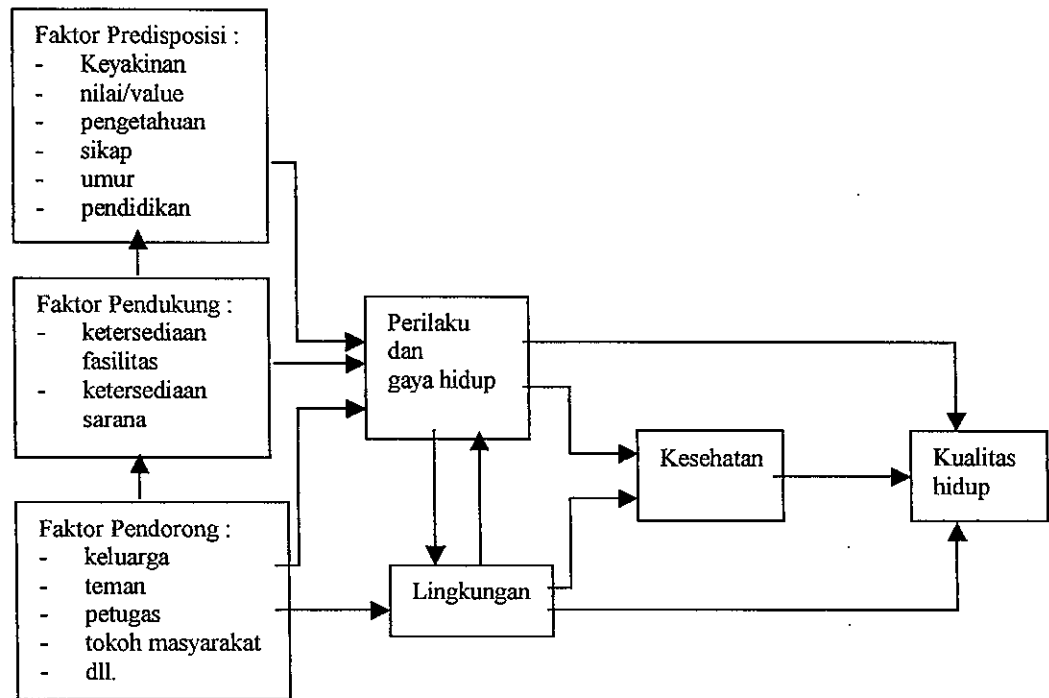 Faktor Predisposisi :
- Keyakinan
- nilai/value
- pengetahuan
- sikap
- umur
- pendidikan
Faktor Pendukung :
- ketersediaan
fasilitas
- ketersediaan
sarana
Faktor Pendorong :
- keluarga
- teman
- petugas
- tokoh masyarakat
- dll.
Perilaku
dan
gaya hidup
Lingkungan
Kesehatan
Kualitas
hidup